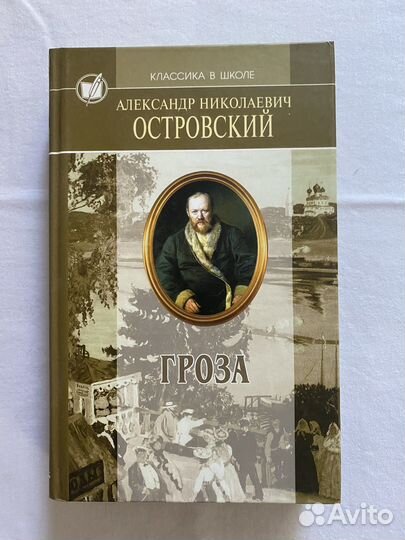 КЛАССИКА В ШКОЛЕ
АЛЕКСАНДР НИКОЛАЕВИЧ
ОСТРОВСКИЙ
ГРОЗА
Avito